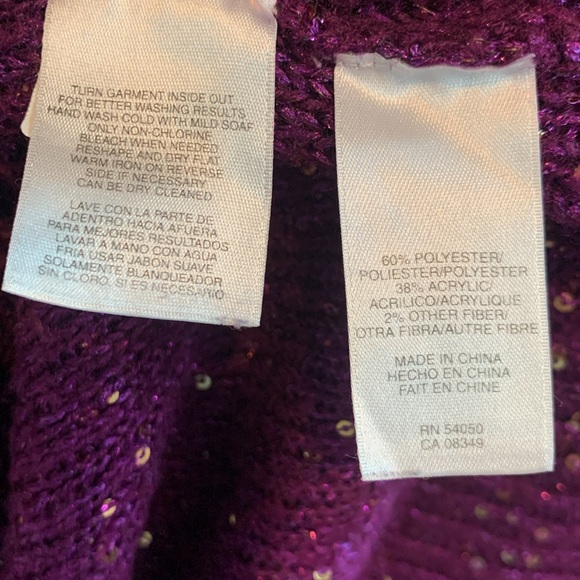 TURN GARMENT INSIDE OUT
FOR BETTER WASHING RESULTS
HAND WASH COLD WITH MILD SOAP
ONLY NON-CHLORINE
BLEACH WHEN NEEDED
RESHAPE AND DRY FLAT
WARM IRON ON REVERSE
SIDE IF NECESSARY
CAN BE DRY CLEANED
LAVE CON LA PARTE DE
ADENTRO HACIA AFUERA
PARA MEJORES RESULTADOS
LAVAR A MANO CON AGUA
FRIA USAR JABON SUAVE
SOLAMENTE BLANQUEADOR
SIN CLORO, SI ES NECESARIO
60% POLYESTER/
POLIESTER/POLYESTER
38% ACRYLIC/
ACRILICO/ACRYLIQUE
2% OTHER FIBER/
OTRA FIBRA/AUTRE FIBRE
MADE IN CHINA
HECHO EN CHINA
FAIT EN CHINE
RN 54050
CA 08349